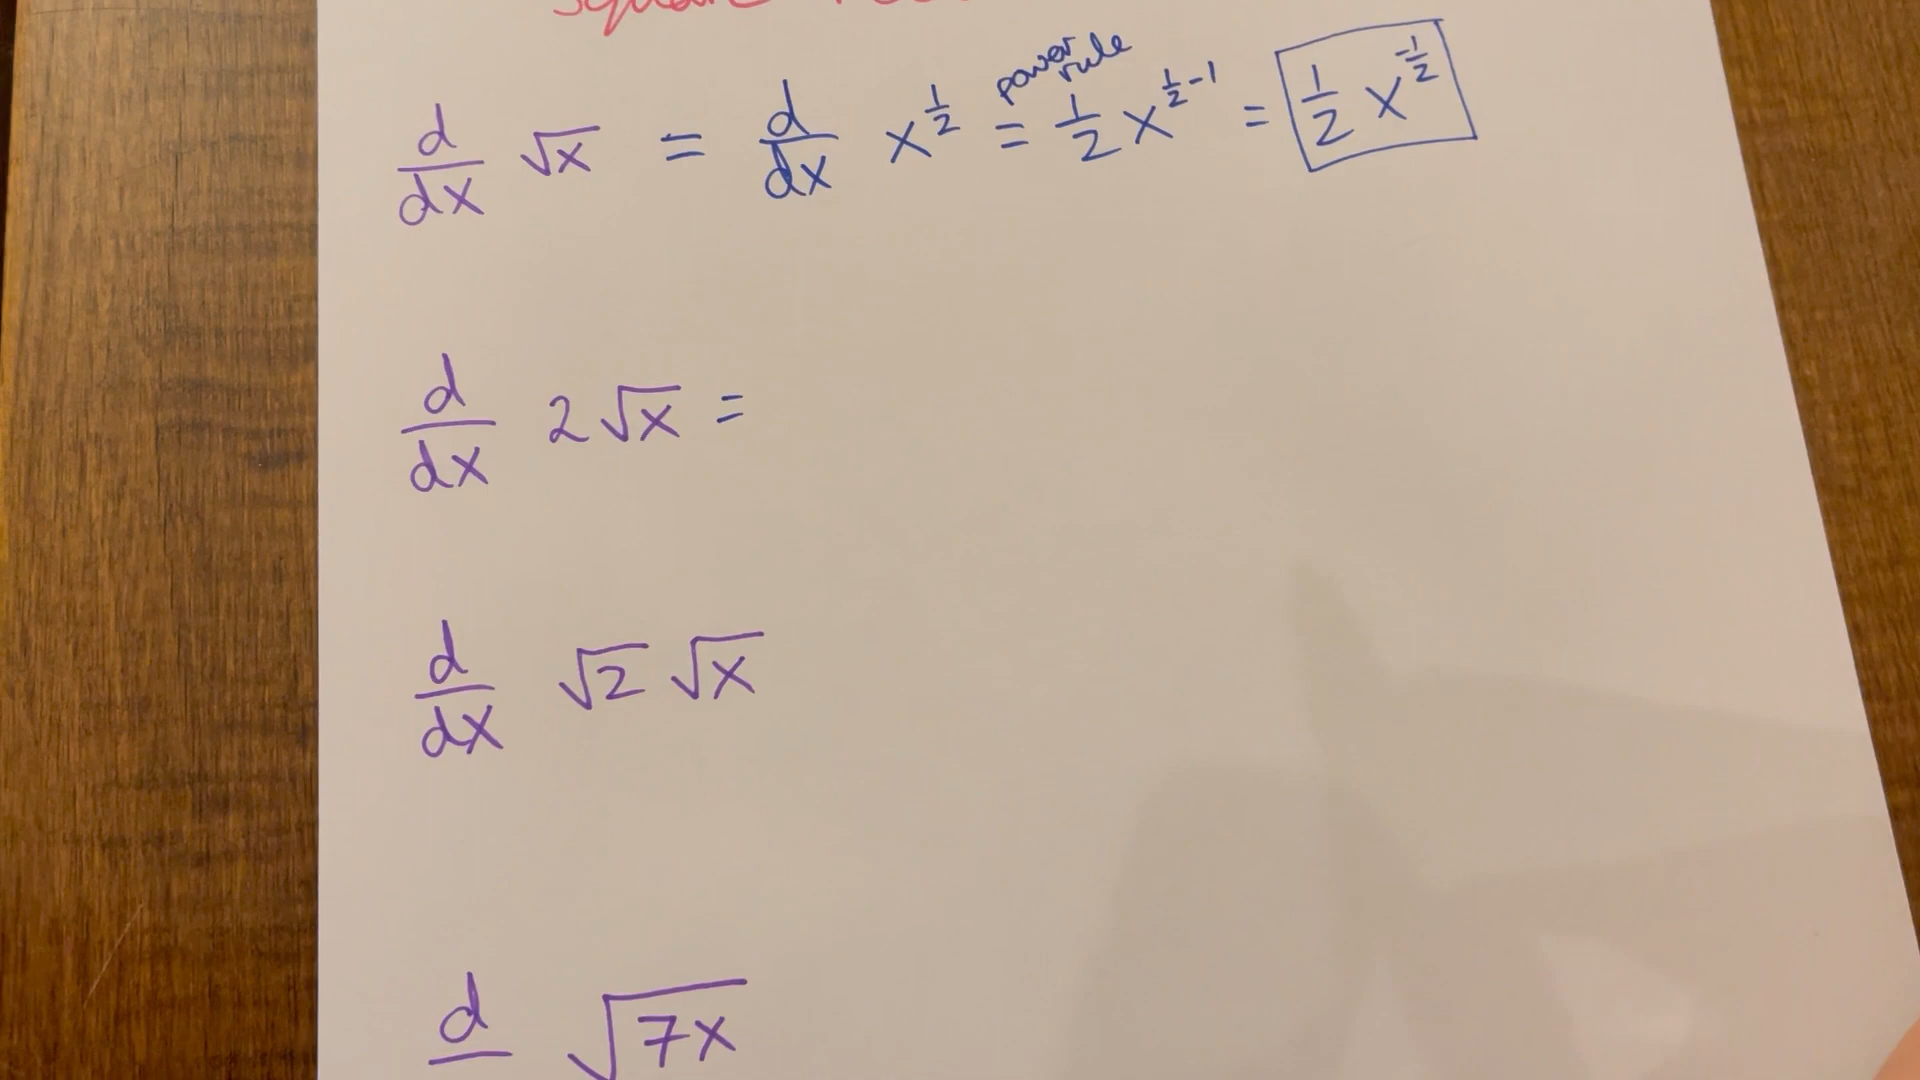 power rule
d/dx √x = d/dx x^(1/2) = 1/2 x^(1/2 - 1) = 1/2 x^(-1/2)
d/dx 2√x =
d/dx √2 √x
d √7x